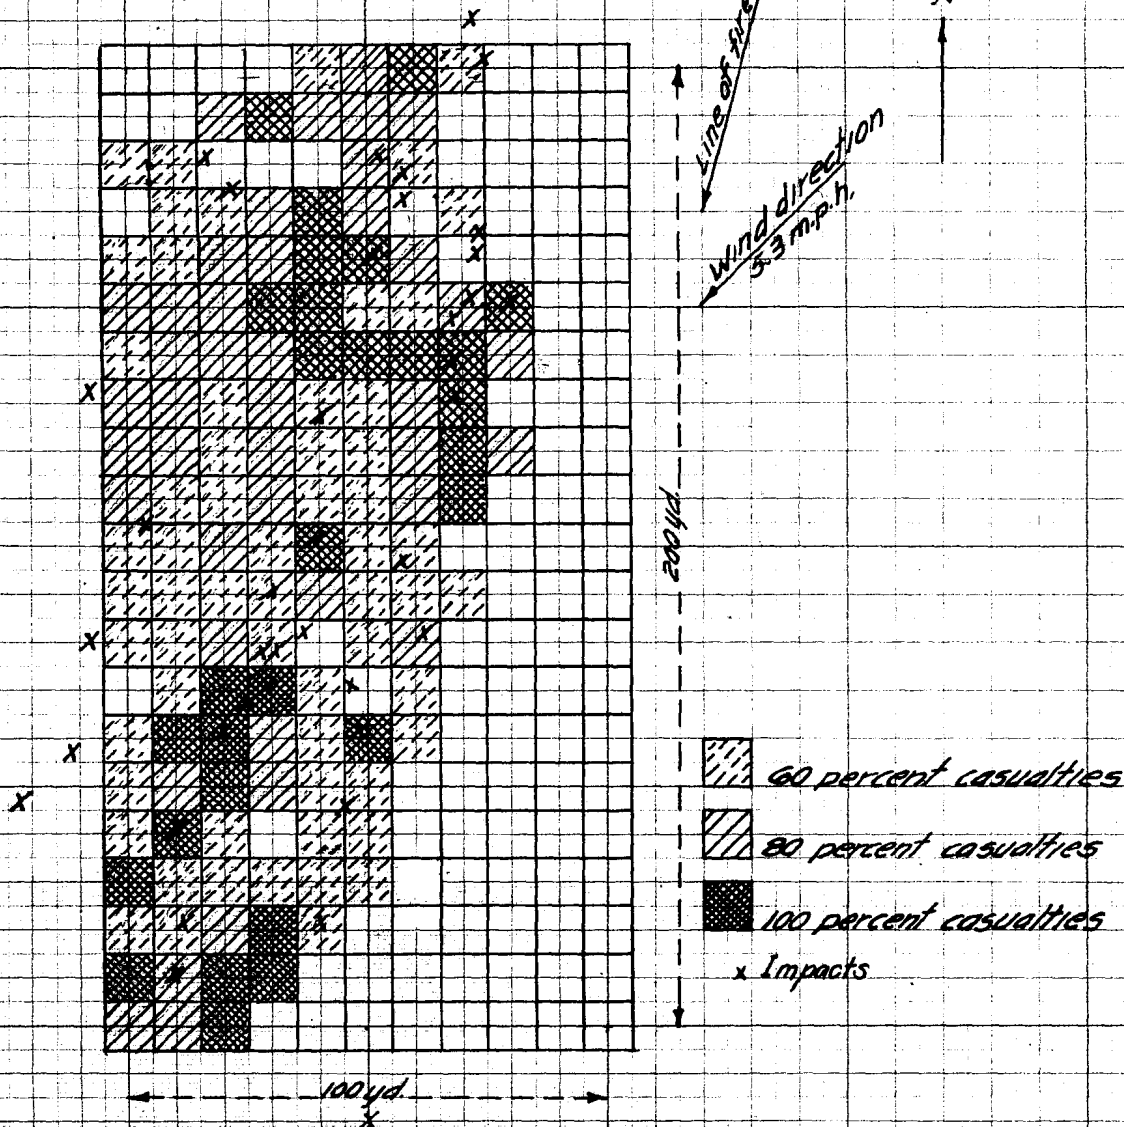 Line of fire
Wind direction
5.3 m.p.h.
200 yd.
60 percent casualties
80 percent casualties
100 percent casualties
x Impacts
100 yd.